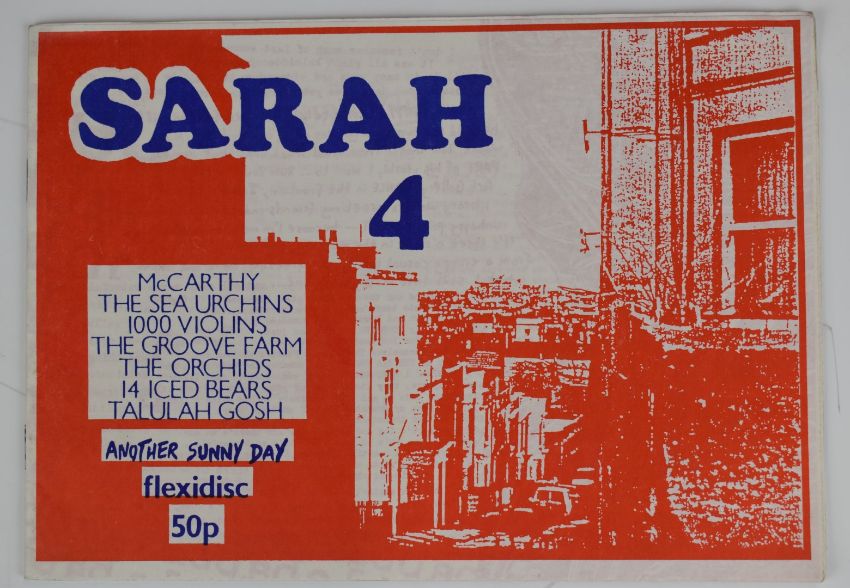 SARAH
4
McCARTHY
THE SEA URCHINS
1000 VIOLINS
THE GROOVE FARM
THE ORCHIDS
14 ICED BEARS
TALULAH GOSH
ANOTHER SUNNY DAY
flexidisc
50p